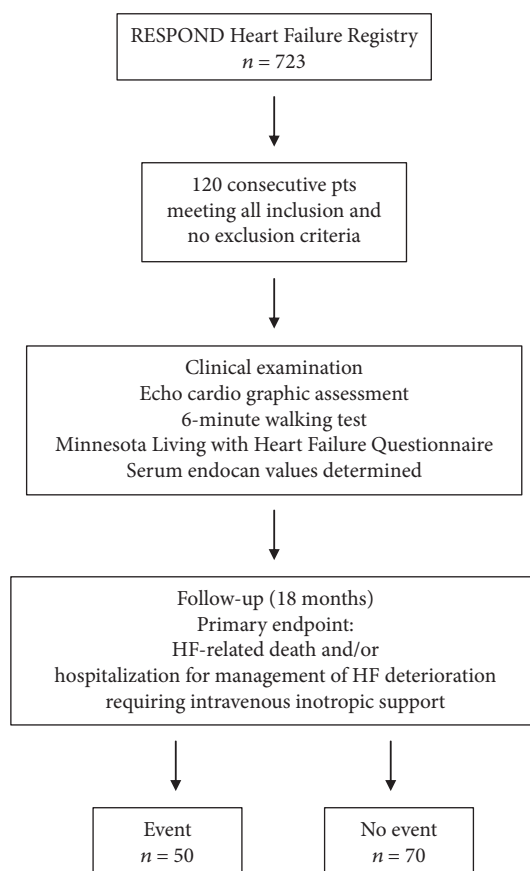 RESPOND Heart Failure Registry
n = 723
120 consecutive pts
meeting all inclusion and
no exclusion criteria
Clinical examination
Echo cardio graphic assessment
6-minute walking test
Minnesota Living with Heart Failure Questionnaire
Serum endocan values determined
Follow-up (18 months)
Primary endpoint:
HF-related death and/or
hospitalization for management of HF deterioration
requiring intravenous inotropic support
Event
n = 50
No event
n = 70